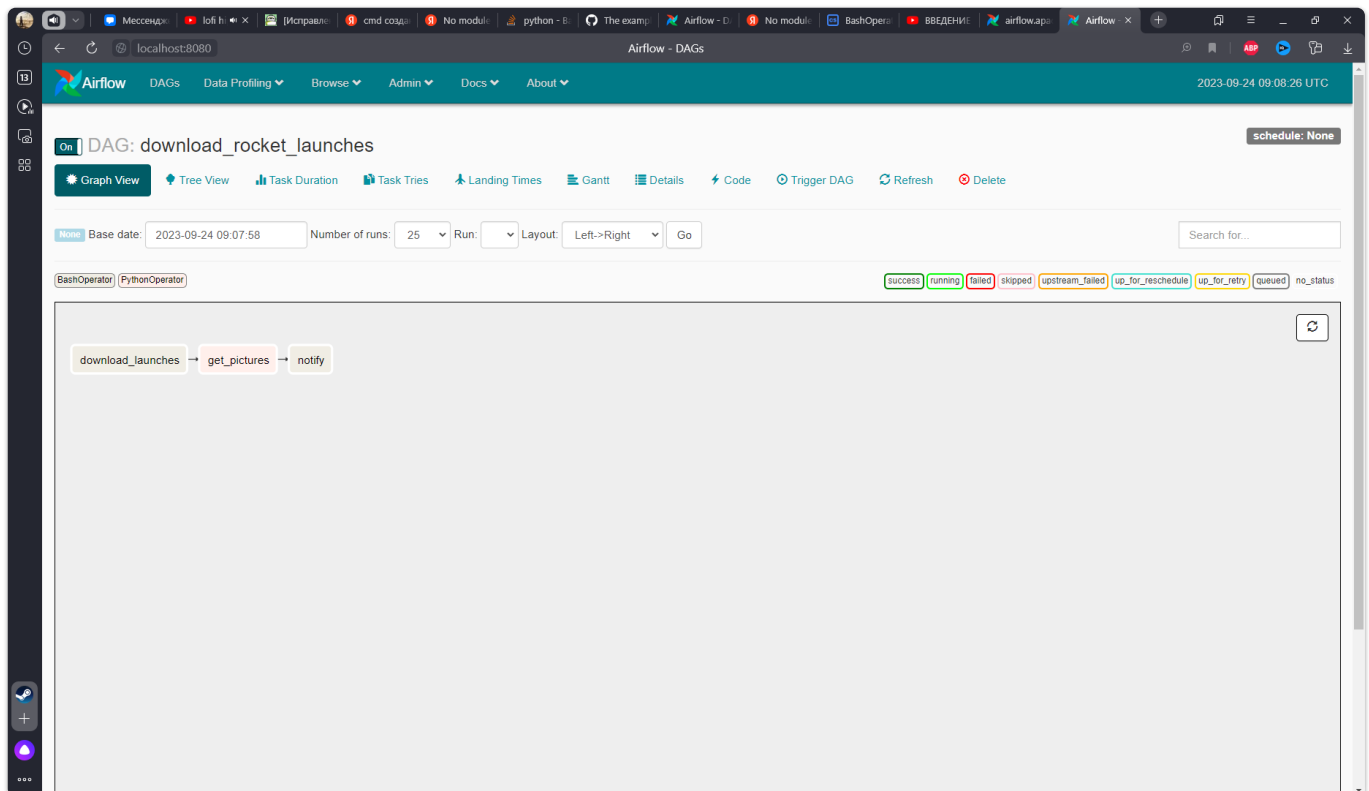 Мессендж lofi hi [Исправле cmd созда No module python - Ba The examp Airflow - DA No module BashOperat ВВЕДЕНИЕ airflow.apa Airflow -
localhost:8080 Airflow - DAGs ABP
13
Airflow DAGs Data Profiling Browse Admin Docs About 2023-09-24 09:08:26 UTC
On DAG: download_rocket_launches schedule: None
Graph View Tree View Task Duration Task Tries Landing Times Gantt Details Code Trigger DAG Refresh Delete
None Base date: 2023-09-24 09:07:58 Number of runs: 25 Run: Layout: Left->Right Go Search for...
BashOperator PythonOperator success running failed skipped upstream_failed up_for_reschedule up_for_retry queued no_status
download_launches get_pictures notify